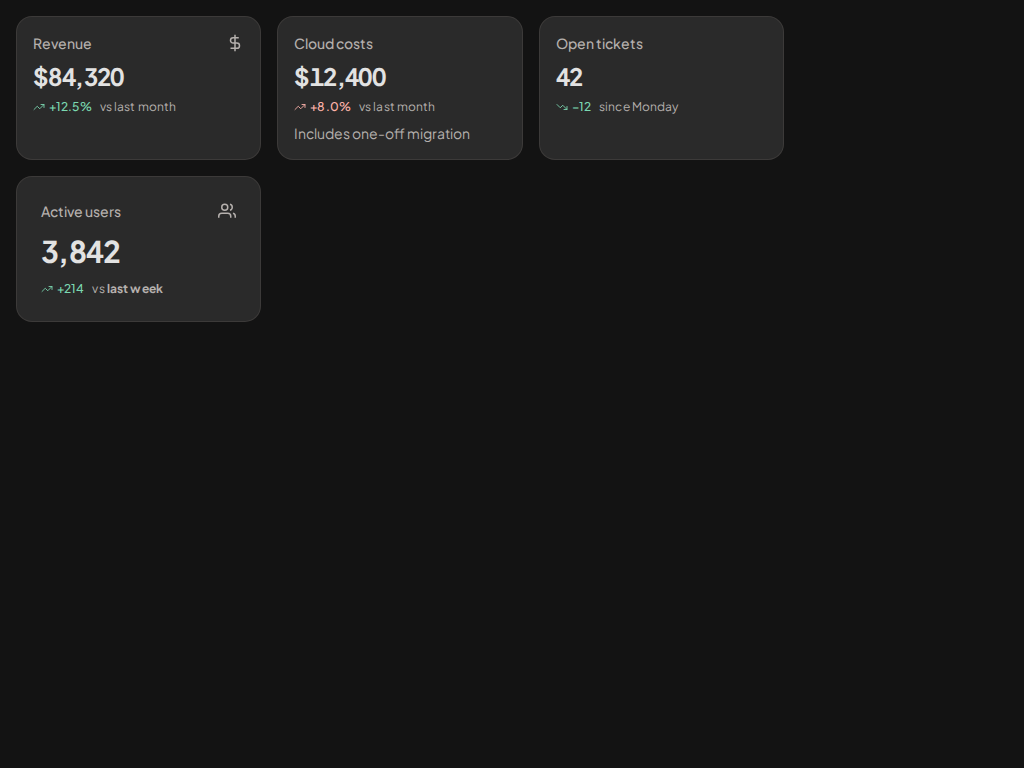 Revenue
$84,320
+12.5% vs last month
Cloud costs
$12,400
+8.0% vs last month
Includes one-off migration
Open tickets
42
−12 since Monday
Active users
3,842
+214 vs last week